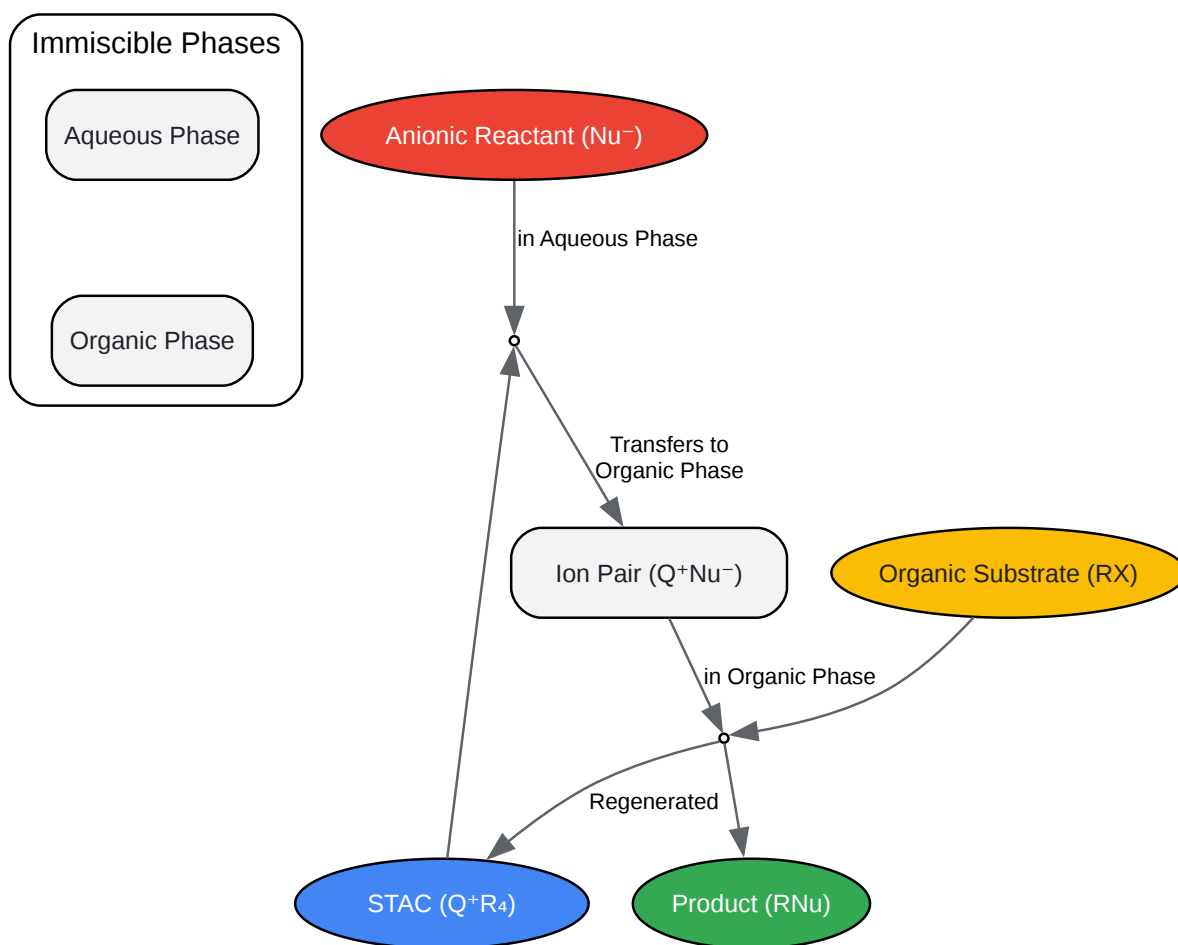 Immiscible Phases
Aqueous Phase
Anionic Reactant (Nu⁻)
in Aqueous Phase
Organic Phase
Transfers to
Organic Phase
Ion Pair (Q⁺Nu⁻)
Organic Substrate (RX)
in Organic Phase
Regenerated
STAC (Q⁺R₄)
Product (RNu)